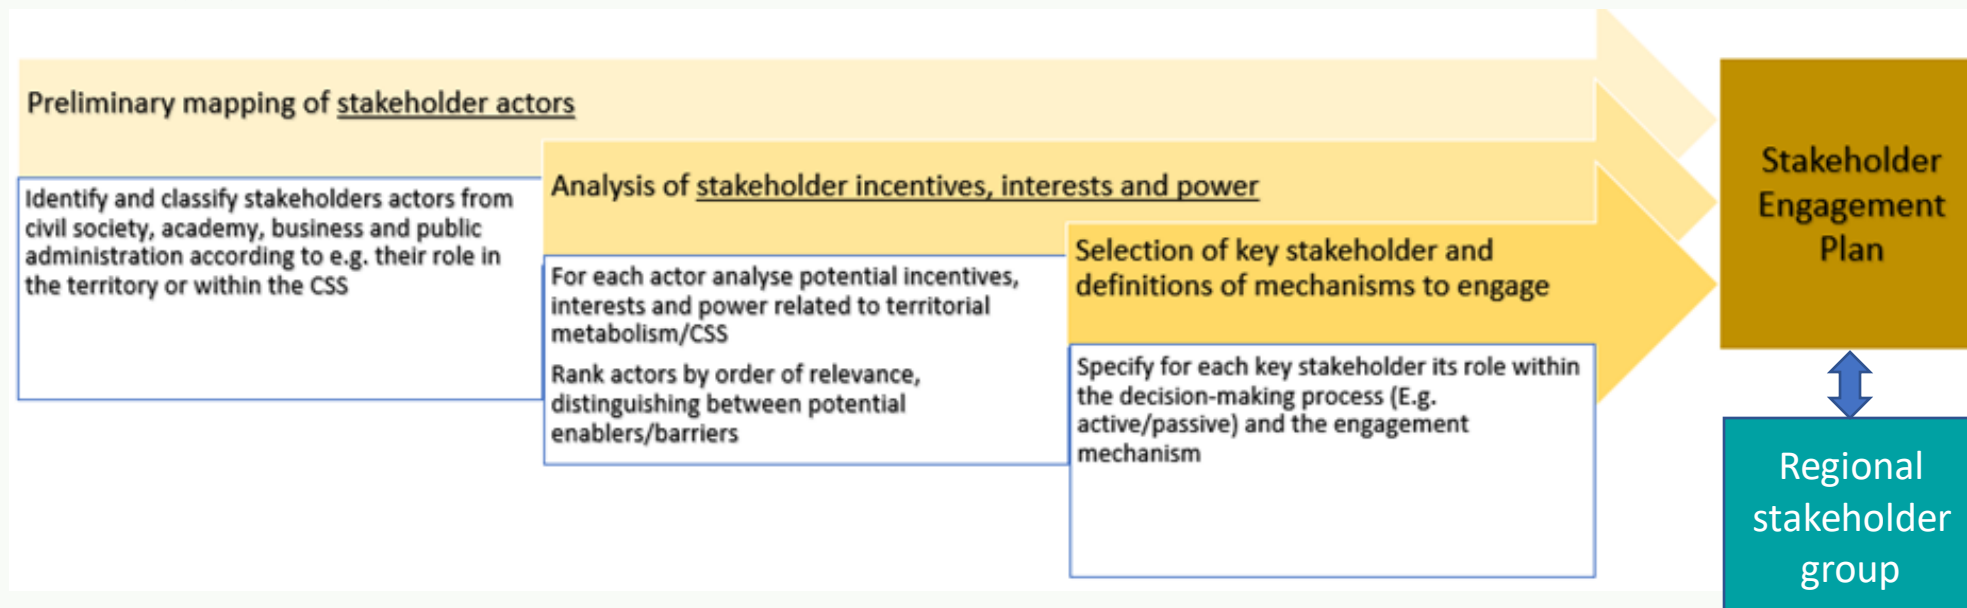 Preliminary mapping of stakeholder actors
Identify and classify stakeholders actors from
civil society, academy, business and public
administration according to e.g. their role in
the territory or within the CSS
Analysis of stakeholder incentives, interests and power
For each actor analyse potential incentives,
interests and power related to territorial
metabolism/CSS
Rank actors by order of relevance,
distinguishing between potential
enablers/barriers
Selection of key stakeholder and
definitions of mechanisms to engage
Specify for each key stakeholder its role within
the decision-making process (E.g.
active/passive) and the engagement
mechanism
Stakeholder
Engagement
Plan
Regional
stakeholder
group